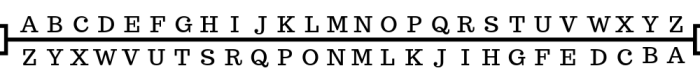 A B C D E F G H I J K L M N O P Q R S T U V W X Y Z
Z Y X W V U T S R Q P O N M L K J I H G F E D C B A